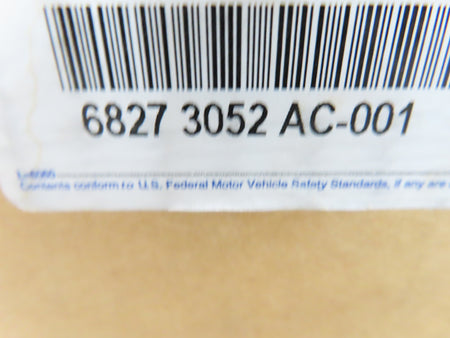 6827 3052 AC-001
Contents conform to U.S. Federal Motor Vehicle Safety Standards, if any are